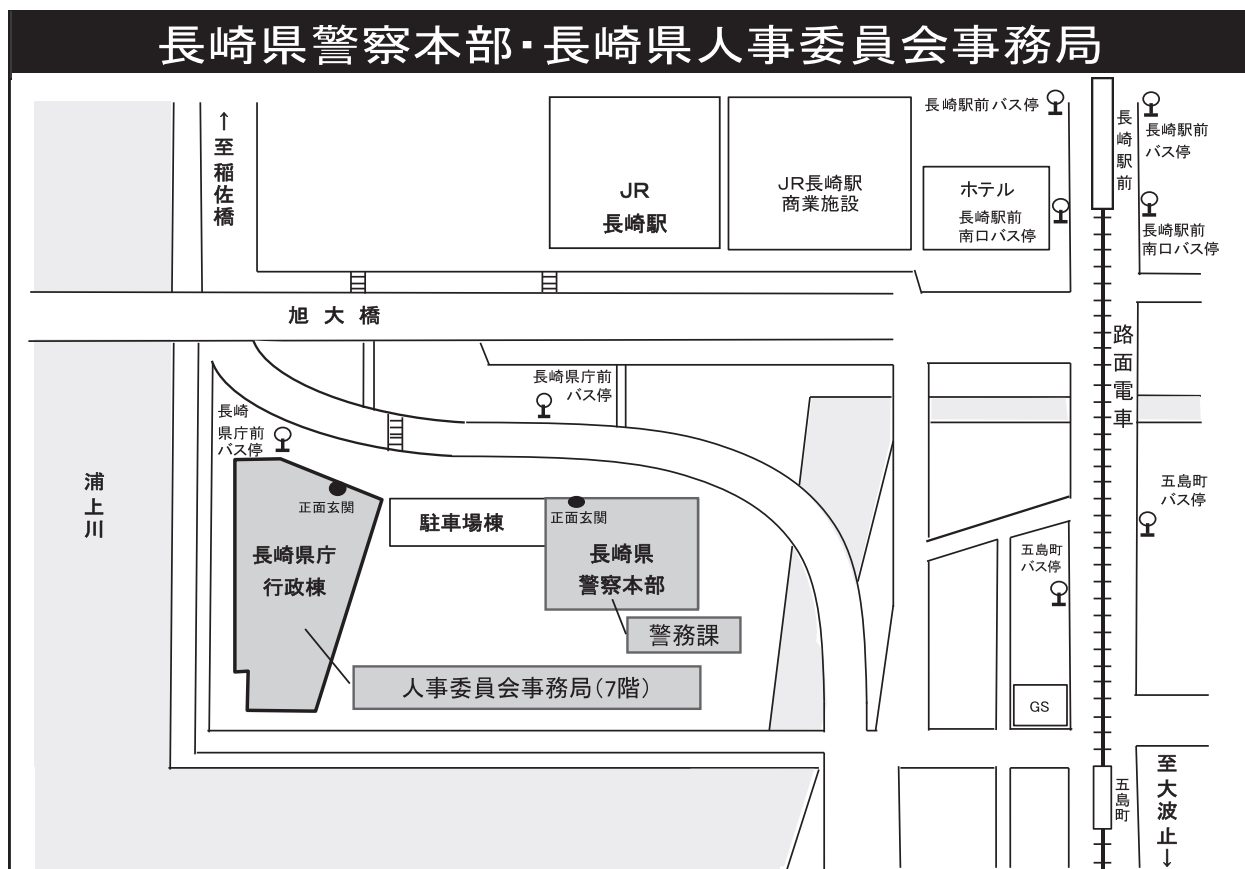 長崎県警察本部・長崎県人事委員会事務局
↑至稲佐橋
JR
長崎駅
JR長崎駅
商業施設
長崎駅前バス停
ホテル
長崎駅前
南口バス停
長崎駅前
長崎駅前
バス停
長崎駅前
南口バス停
旭大橋
路面電車
長崎県庁前
バス停
長崎
県庁前
バス停
浦上川
正面玄関
長崎県庁
行政棟
駐車場棟
正面玄関
長崎県
警察本部
警務課
人事委員会事務局(7階)
五島町
バス停
五島町
バス停
GS
五島町
至大波止↓